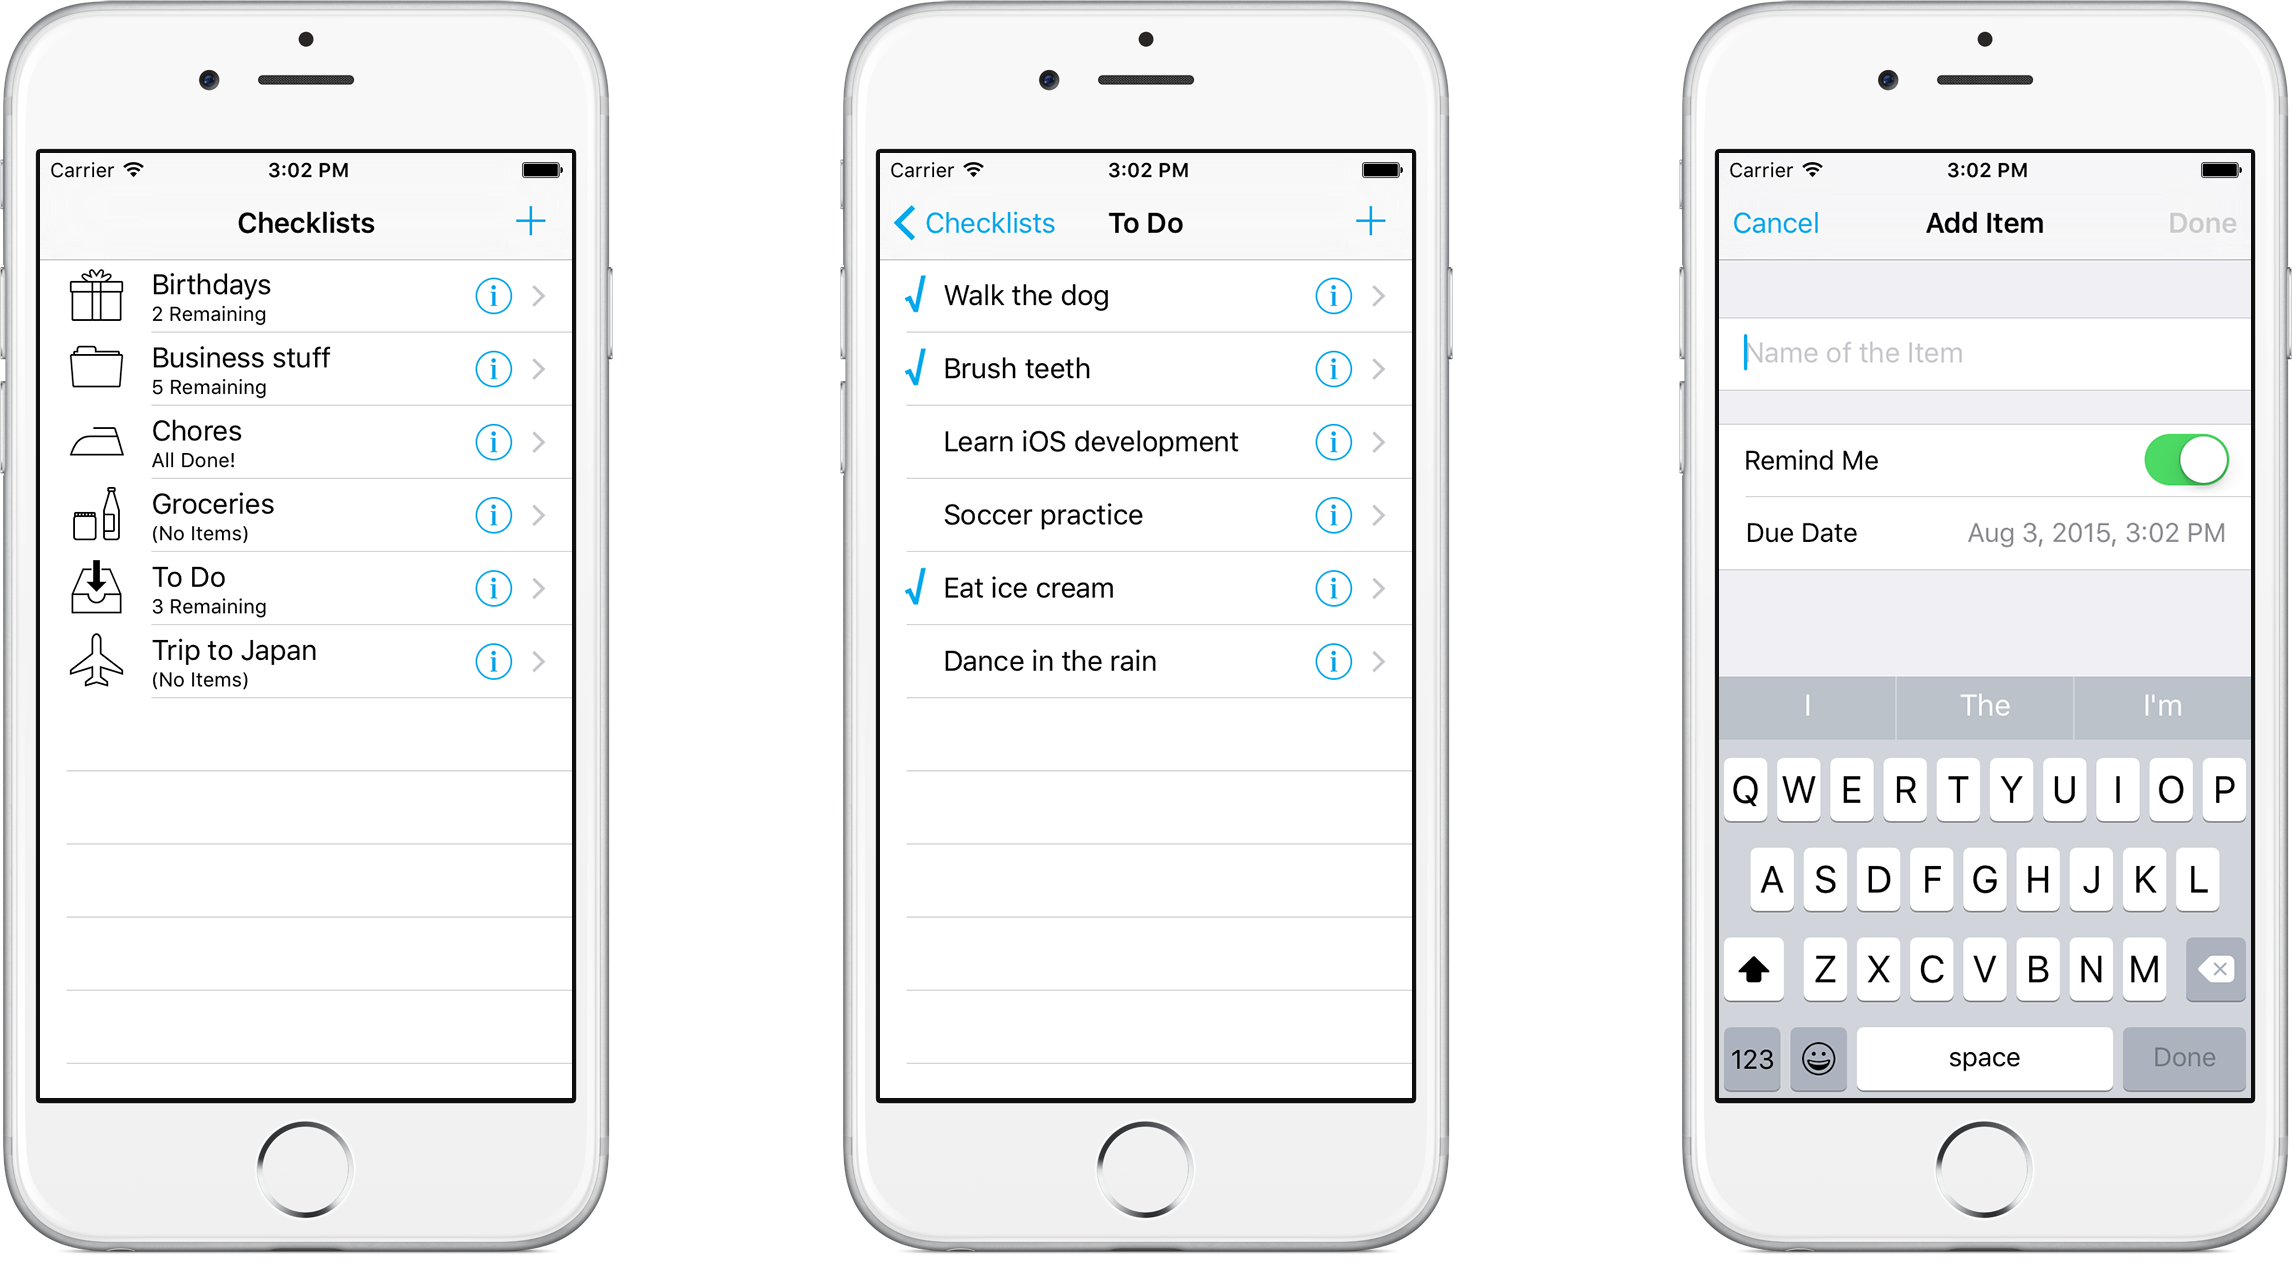 Carrier 3:02 PM
Checklists +
Birthdays
2 Remaining
Business stuff
5 Remaining
Chores
All Done!
Groceries
(No Items)
To Do
3 Remaining
Trip to Japan
(No Items)
Carrier 3:02 PM
Checklists To Do +
Walk the dog
Brush teeth
Learn iOS development
Soccer practice
Eat ice cream
Dance in the rain
Carrier 3:02 PM
Cancel Add Item Done
Name of the Item
Remind Me
Due Date Aug 3, 2015, 3:02 PM
I The I'm
Q W E R T Y U I O P
A S D F G H J K L
Z X C V B N M
123 space Done